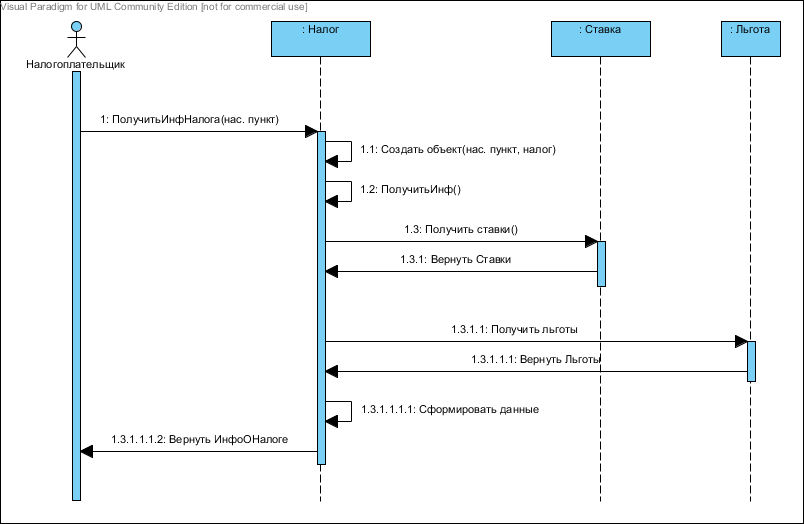 Visual Paradigm for UML Community Edition [not for commercial use]
: Налог
: Ставка
: Льгота
Налогоплательщик
1: ПолучитьИнфНалога(нас. пункт)
1.1: Создать объект(нас. пункт, налог)
1.2: ПолучитьИнф()
1.3: Получить ставки()
1.3.1: Вернуть Ставки
1.3.1.1: Получить льготы
1.3.1.1.1: Вернуть Льготы
1.3.1.1.1.1: Сформировать данные
1.3.1.1.1.2: Вернуть ИнфоОНалоге